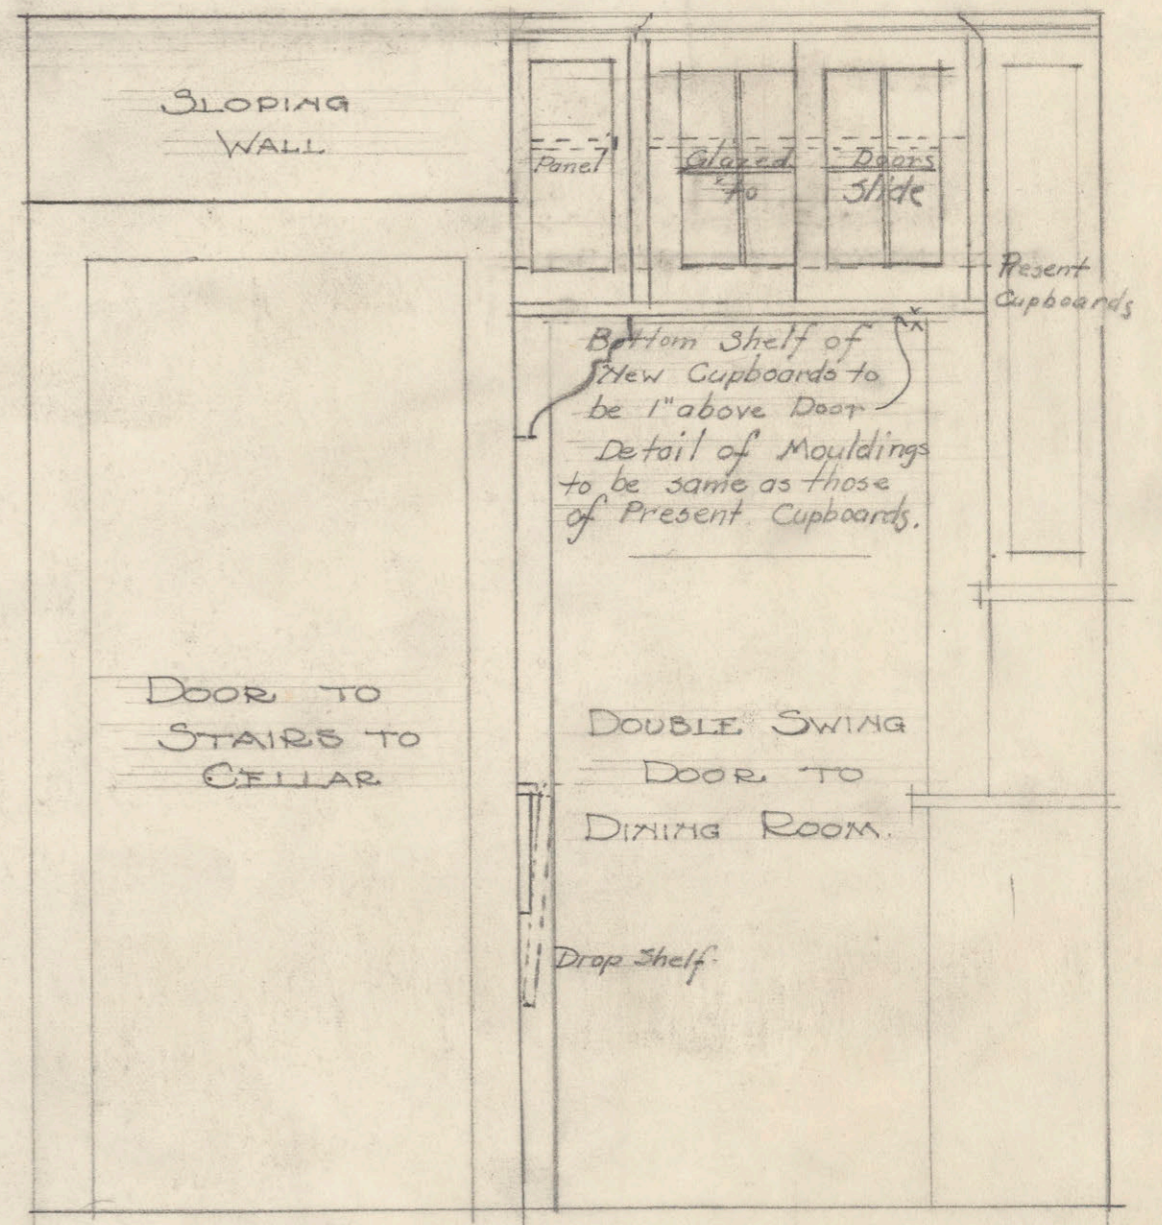 SLOPING
WALL
Panel
Glazed Doors
to Slide
Present
Cupboards
Bottom Shelf of
New Cupboards to
be 1" above Door
Detail of Mouldings
to be same as those
of Present Cupboards.
DOOR TO
STAIRS TO
CELLAR
DOUBLE SWING
DOOR TO
DINING ROOM.
Drop Shelf.